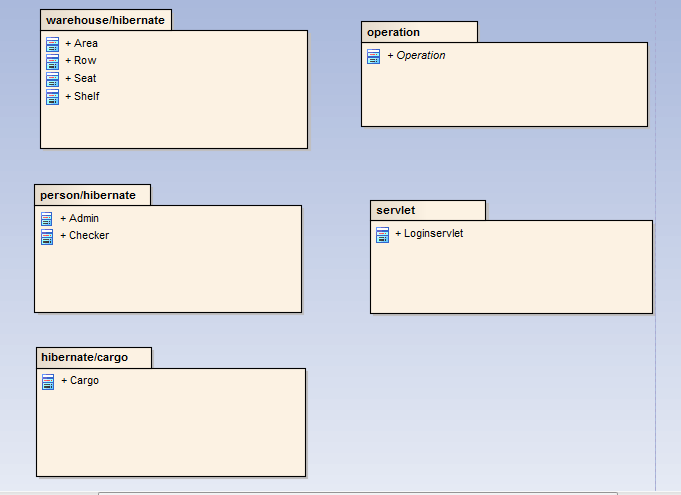 warehouse/hibernate
+ Area
+ Row
+ Seat
+ Shelf
operation
+ Operation
person/hibernate
+ Admin
+ Checker
servlet
+ Loginservlet
hibernate/cargo
+ Cargo